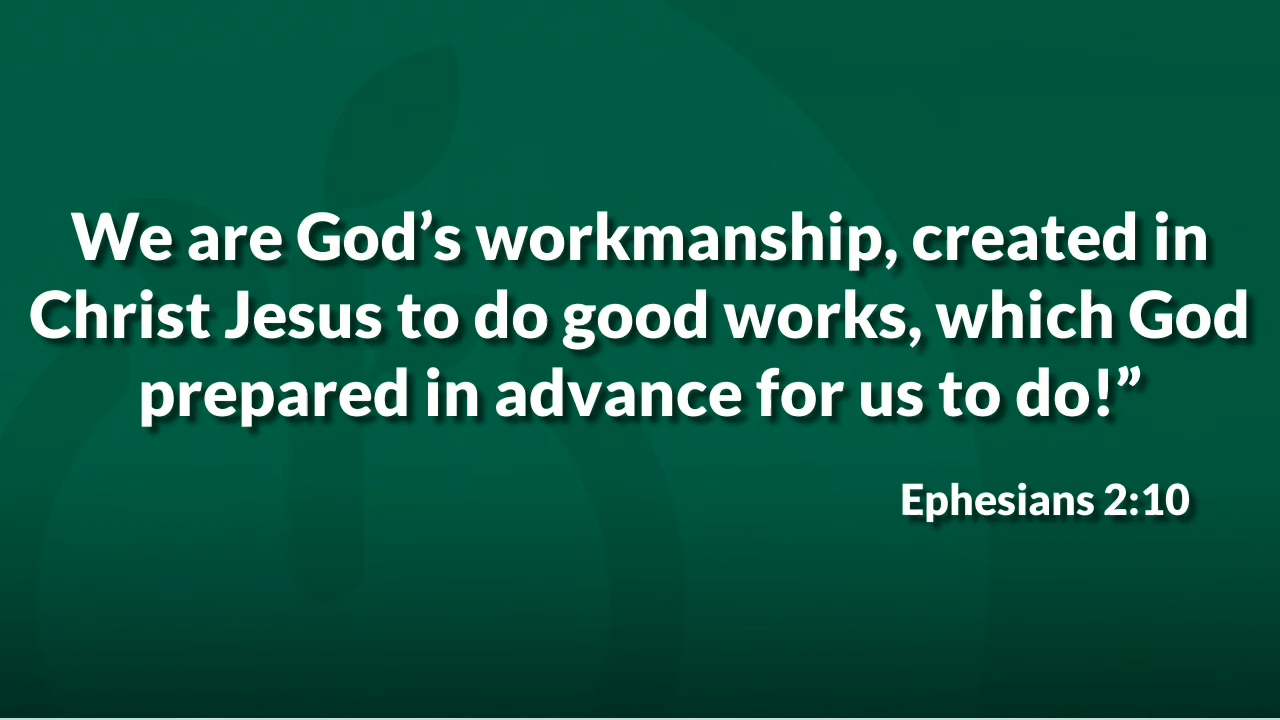 We are God’s workmanship, created in
Christ Jesus to do good works, which God
prepared in advance for us to do!”
Ephesians 2:10